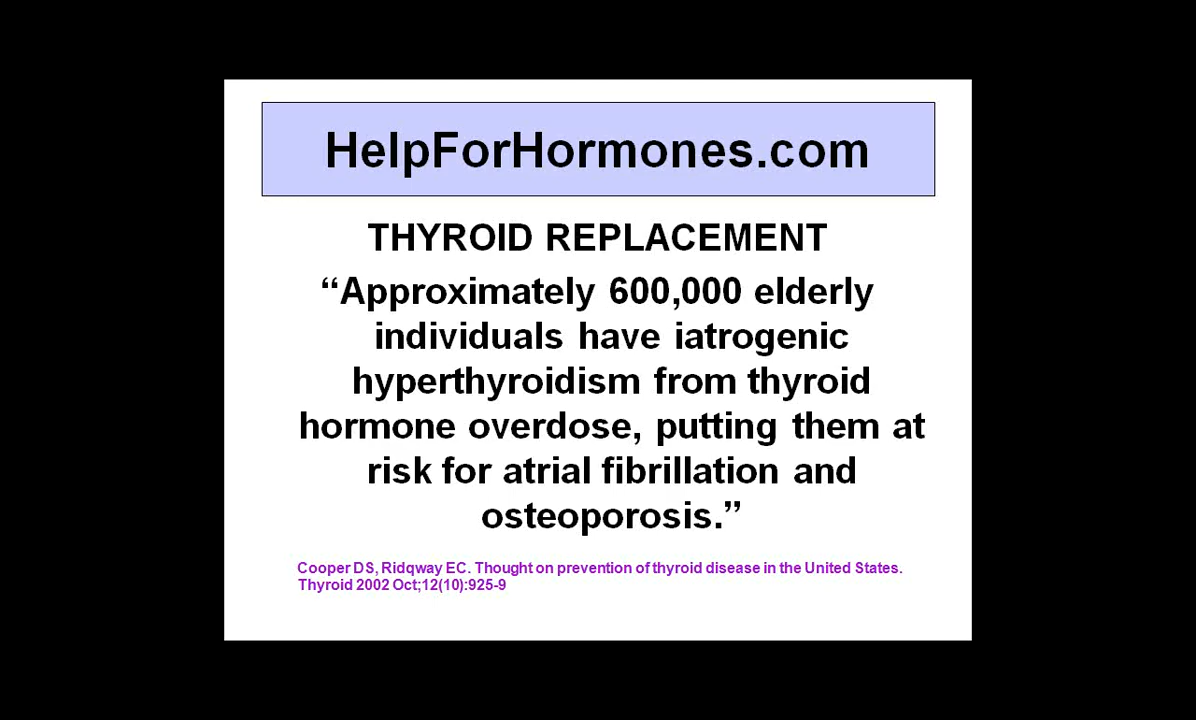 HelpForHormones.com
THYROID REPLACEMENT
“Approximately 600,000 elderly
individuals have iatrogenic
hyperthyroidism from thyroid
hormone overdose, putting them at
risk for atrial fibrillation and
osteoporosis.”
Cooper DS, Ridqway EC. Thought on prevention of thyroid disease in the United States.
Thyroid 2002 Oct;12(10):925-9